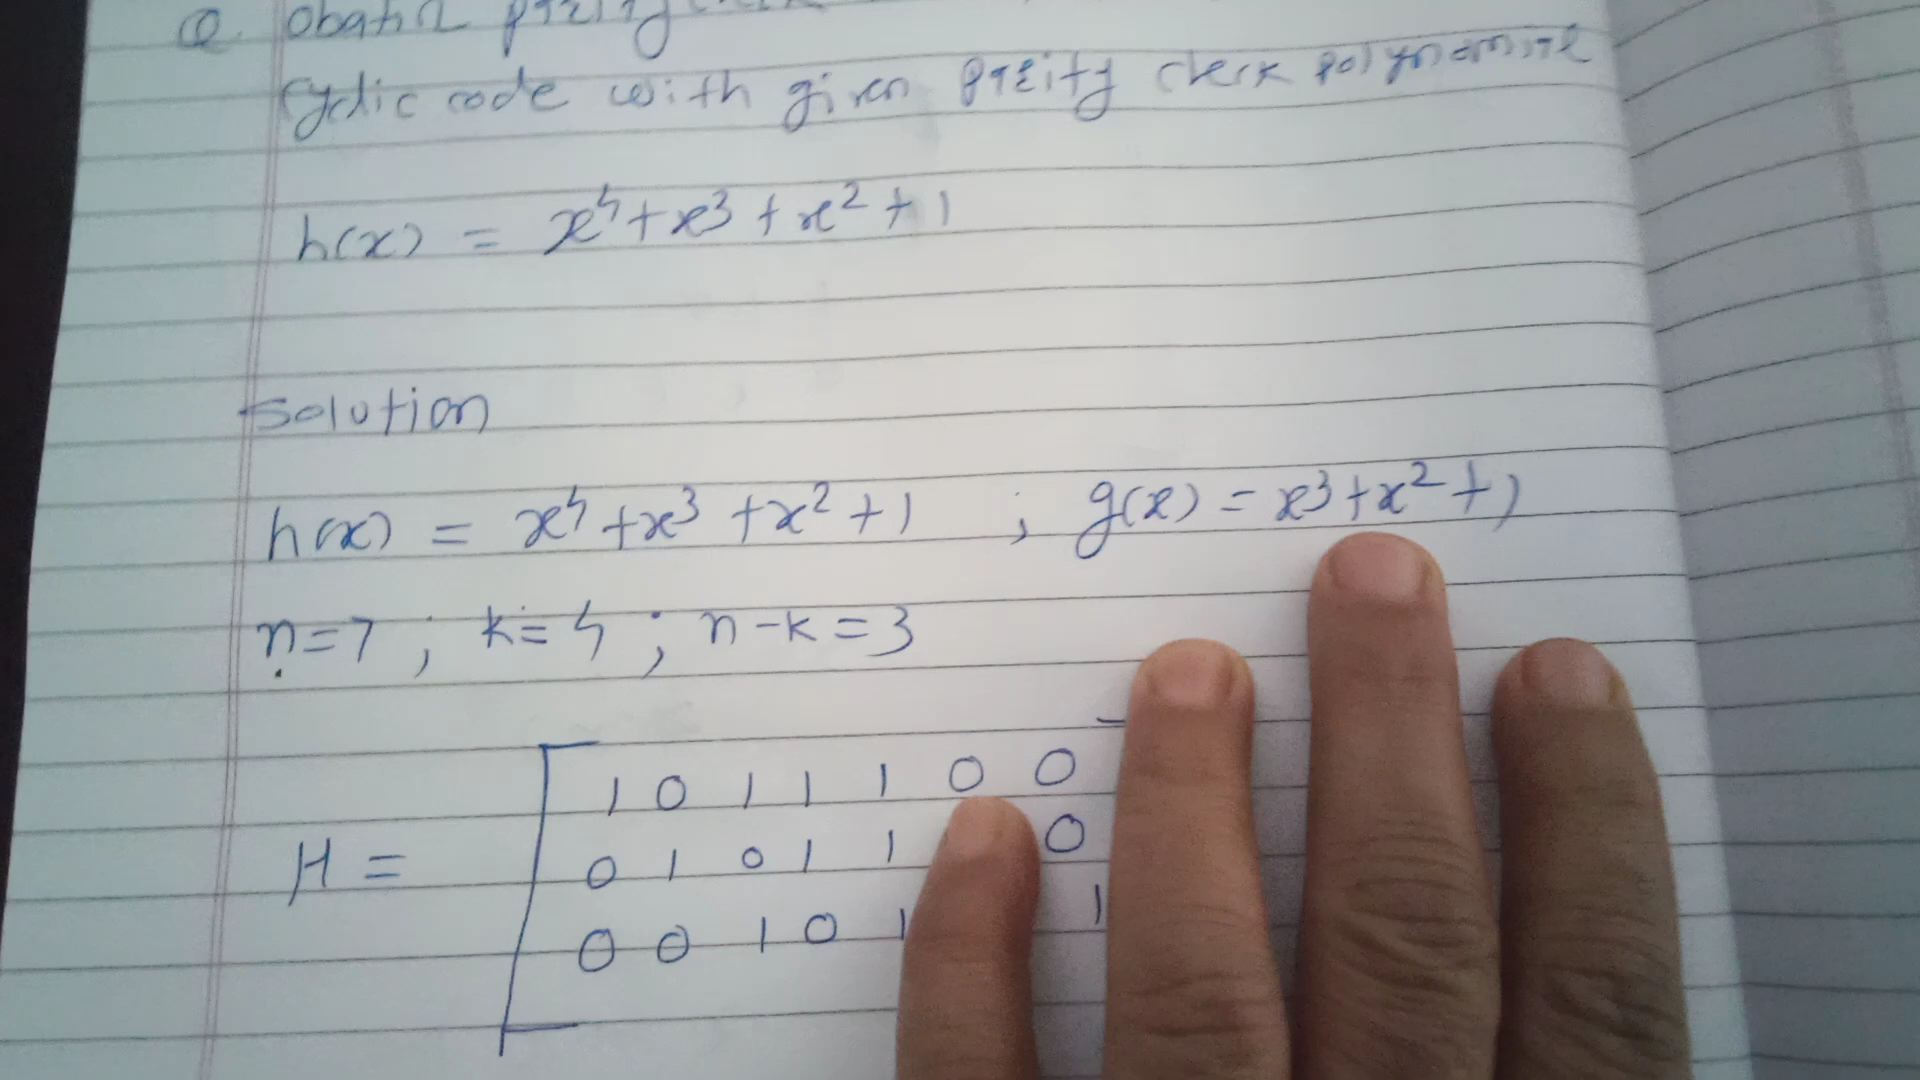 Q. Obatin
cyclic code with given parity check polynomial
h(x) = x⁴+x³+x²+1
Solution
h(x) = x⁴+x³+x²+1 ; g(x) = x³+x²+1
n=7 ; k=4 ; n-k=3
1 0 1 1 1 0 0
H = 0 1 0 1 1 0
0 0 1 0 1 1